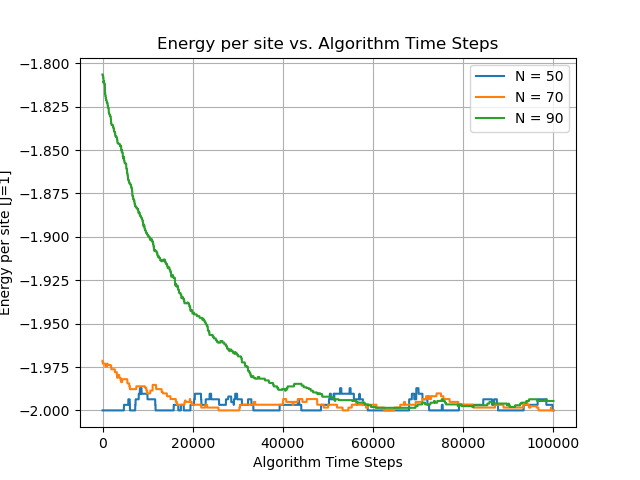 Energy per site vs. Algorithm Time Steps
N = 50
N = 70
N = 90
−1.800
−1.825
−1.850
−1.875
−1.900
−1.925
−1.950
−1.975
−2.000
Energy per site [J=1]
0
20000
40000
60000
80000
100000
Algorithm Time Steps